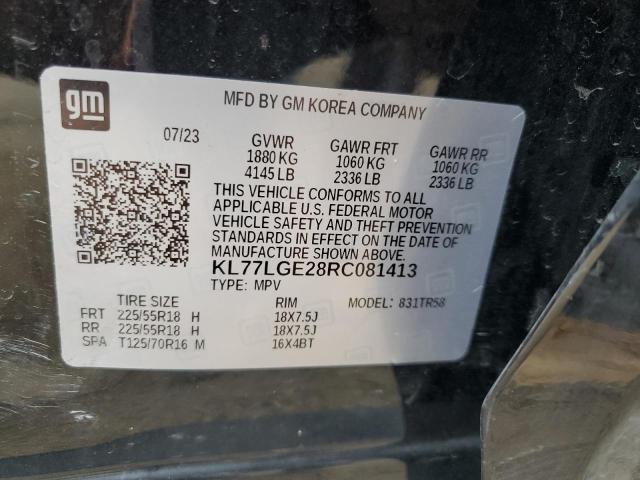 gm
MFD BY GM KOREA COMPANY
07/23 GVWR GAWR FRT GAWR RR
1880 KG 1060 KG 1060 KG
4145 LB 2336 LB 2336 LB
THIS VEHICLE CONFORMS TO ALL
APPLICABLE U.S. FEDERAL MOTOR
VEHICLE SAFETY AND THEFT PREVENTION
STANDARDS IN EFFECT ON THE DATE OF
MANUFACTURE SHOWN ABOVE.
KL77LGE28RC081413
TYPE: MPV
TIRE SIZE RIM MODEL: 831TR58
FRT 225/55R18 H 18X7.5J
RR 225/55R18 H 18X7.5J
SPA T125/70R16 M 16X4BT